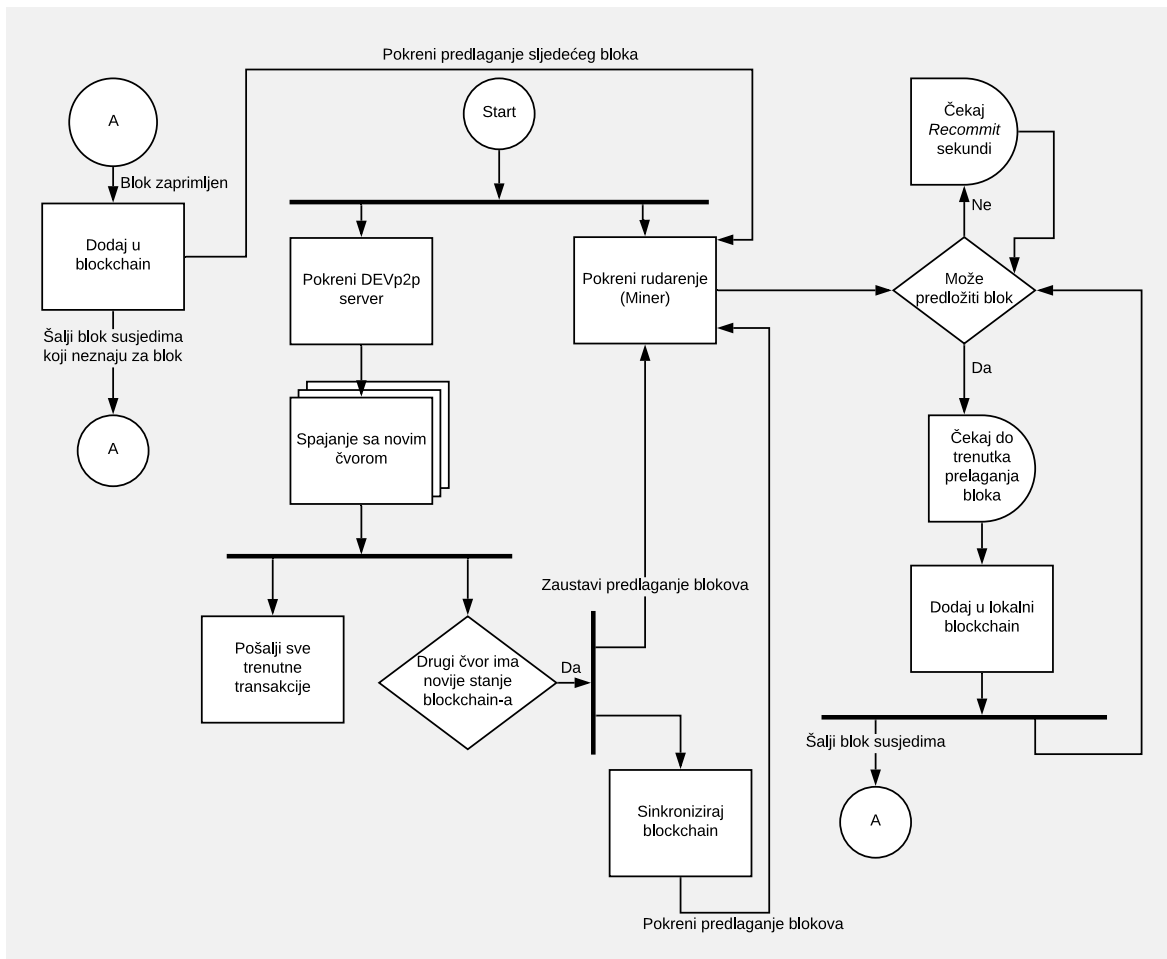 Pokreni predlaganje sljedećeg bloka
A
Blok zaprimljen
Dodaj u
blockchain
Šalji blok susjedima
koji neznaju za blok
A
Start
Pokreni DEVp2p
server
Spajanje sa novim
čvorom
Pošalji sve
trenutne
transakcije
Drugi čvor ima
novije stanje
blockchain-a
Da
Pokreni rudarenje
(Miner)
Zaustavi predlaganje blokova
Sinkroniziraj
blockchain
Pokreni predlaganje blokova
Čekaj
Recommit
sekundi
Ne
Može
predložiti blok
Da
Čekaj do
trenutka
prelaganja
bloka
Dodaj u lokalni
blockchain
Šalji blok susjedima
A